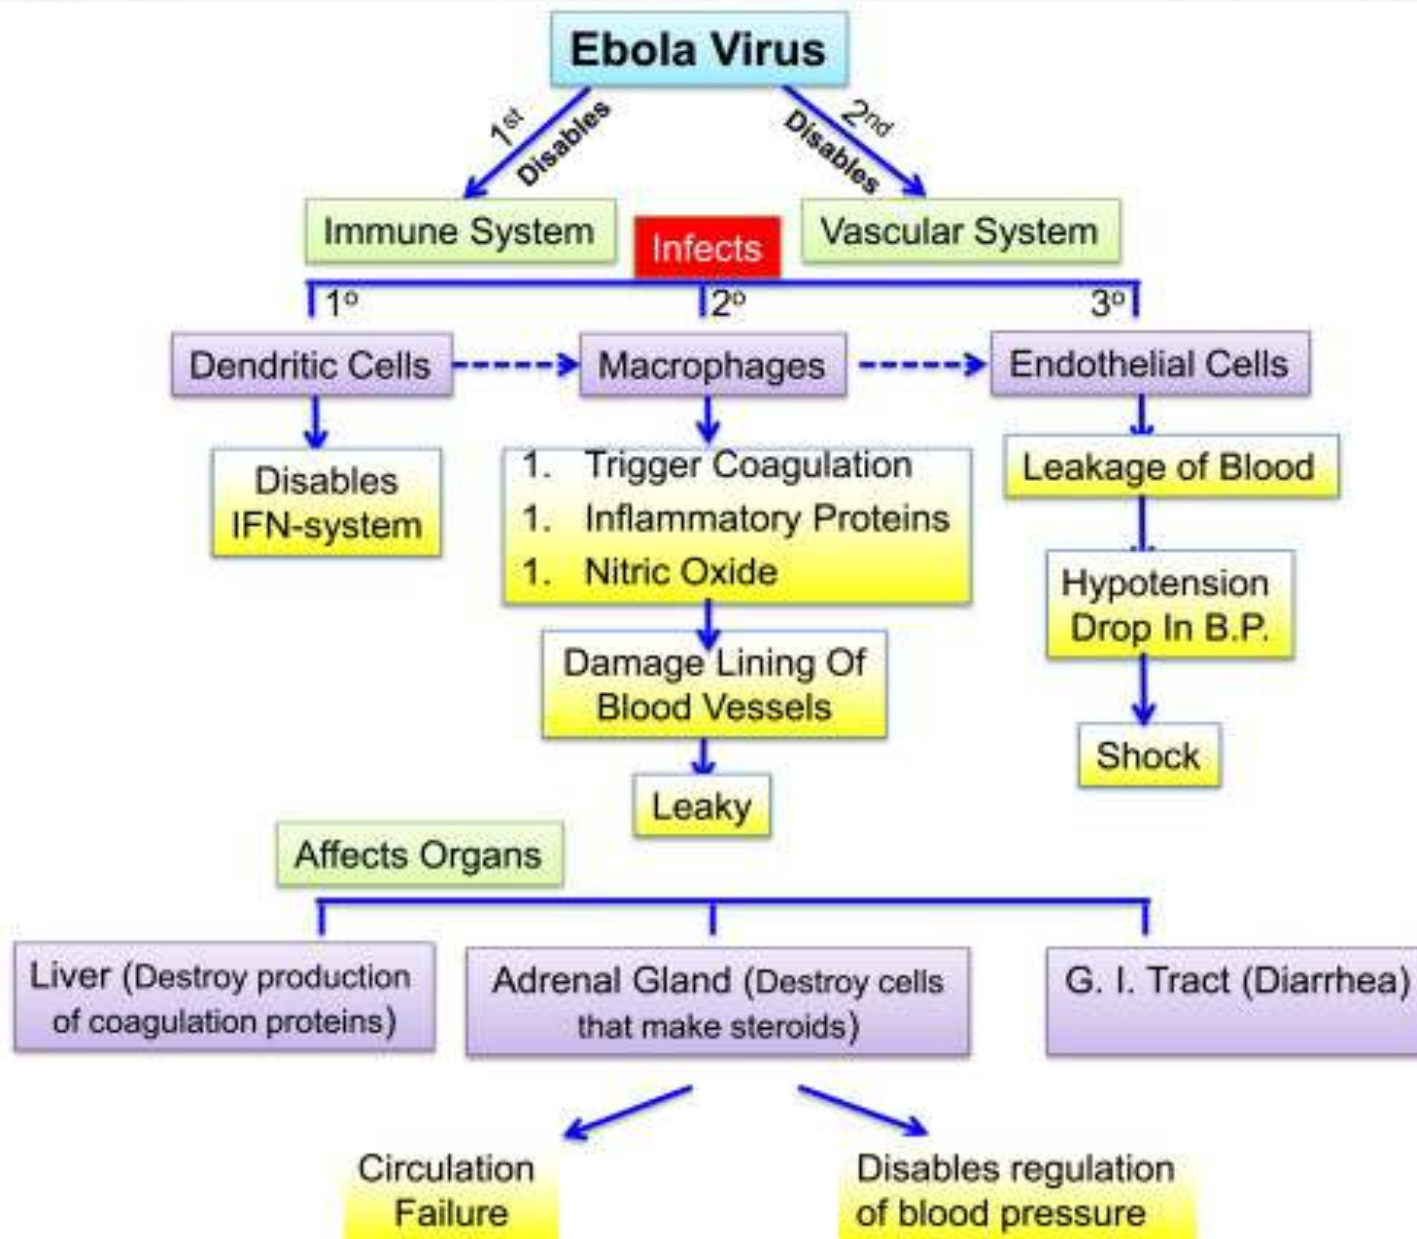 Ebola Virus
1st
Disables
2nd
Disables
Immune System
Infects
Vascular System
1o
2o
3o
Dendritic Cells
Macrophages
Endothelial Cells
Disables
IFN-system
1. Trigger Coagulation
1. Inflammatory Proteins
1. Nitric Oxide
Leakage of Blood
Hypotension
Drop In B.P.
Damage Lining Of
Blood Vessels
Shock
Leaky
Affects Organs
Liver (Destroy production
of coagulation proteins)
Adrenal Gland (Destroy cells
that make steroids)
G. I. Tract (Diarrhea)
Circulation
Failure
Disables regulation
of blood pressure